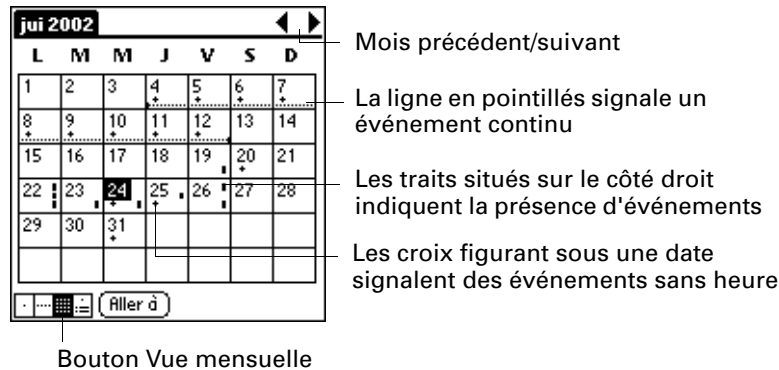 jui 2002
L M M J V S D
1 2 3 4 5 6 7
8 9 10 11 12 13 14
15 16 17 18 19 20 21
22 23 24 25 26 27 28
29 30 31
Aller à
Mois précédent/suivant
La ligne en pointillés signale un
événement continu
Les traits situés sur le côté droit
indiquent la présence d'événements
Les croix figurant sous une date
signalent des événements sans heure
Bouton Vue mensuelle